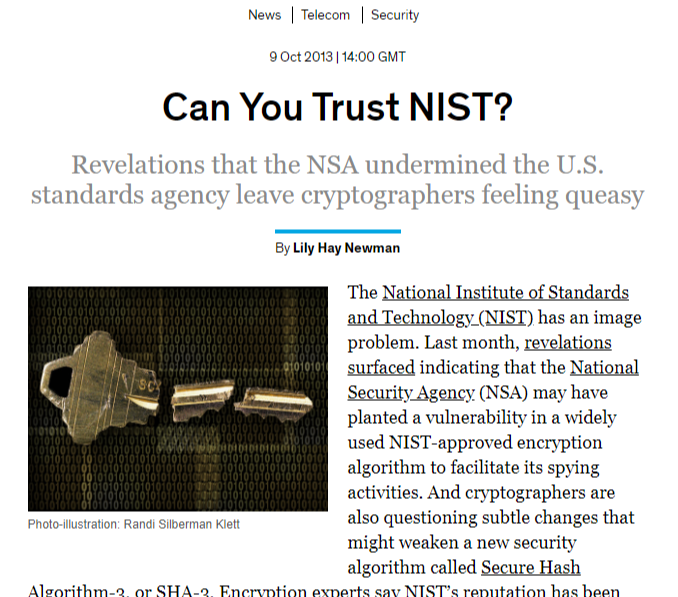 News | Telecom | Security
9 Oct 2013 | 14:00 GMT
Can You Trust NIST?
Revelations that the NSA undermined the U.S.
standards agency leave cryptographers feeling queasy
By Lily Hay Newman
The National Institute of Standards
and Technology (NIST) has an image
problem. Last month, revelations
surfaced indicating that the National
Security Agency (NSA) may have
planted a vulnerability in a widely
used NIST-approved encryption
algorithm to facilitate its spying
activities. And cryptographers are
also questioning subtle changes that
might weaken a new security
algorithm called Secure Hash
Photo-illustration: Randi Silberman Klett
Algorithm-3, or SHA-3. Encryption experts say NIST's reputation has been